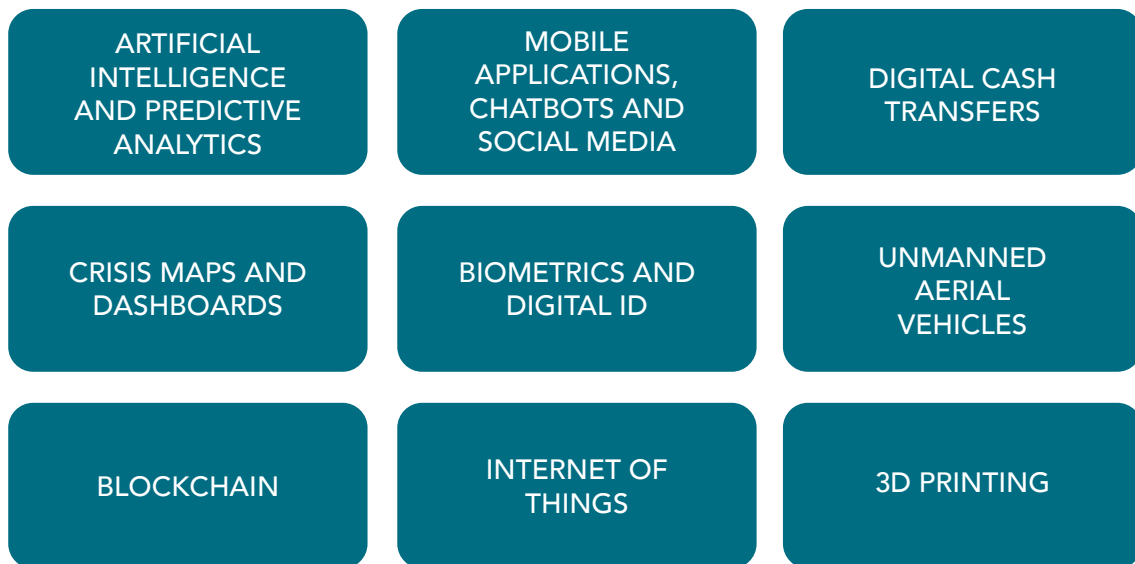 ARTIFICIAL
INTELLIGENCE
AND PREDICTIVE
ANALYTICS
MOBILE
APPLICATIONS,
CHATBOTS AND
SOCIAL MEDIA
DIGITAL CASH
TRANSFERS
CRISIS MAPS AND
DASHBOARDS
BIOMETRICS AND
DIGITAL ID
UNMANNED
AERIAL
VEHICLES
BLOCKCHAIN
INTERNET OF
THINGS
3D PRINTING